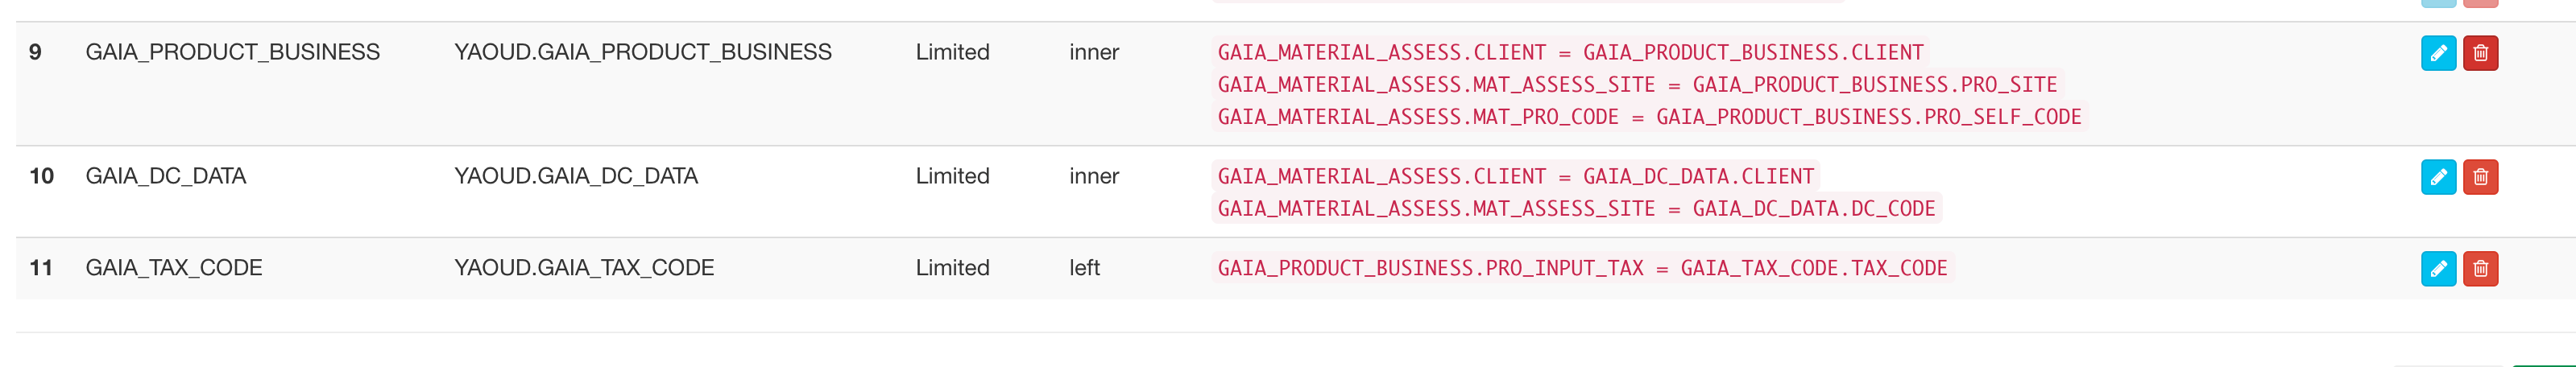 9 GAIA_PRODUCT_BUSINESS YAOUD.GAIA_PRODUCT_BUSINESS Limited inner GAIA_MATERIAL_ASSESS.CLIENT = GAIA_PRODUCT_BUSINESS.CLIENT
GAIA_MATERIAL_ASSESS.MAT_ASSESS_SITE = GAIA_PRODUCT_BUSINESS.PRO_SITE
GAIA_MATERIAL_ASSESS.MAT_PRO_CODE = GAIA_PRODUCT_BUSINESS.PRO_SELF_CODE
10 GAIA_DC_DATA YAOUD.GAIA_DC_DATA Limited inner GAIA_MATERIAL_ASSESS.CLIENT = GAIA_DC_DATA.CLIENT
GAIA_MATERIAL_ASSESS.MAT_ASSESS_SITE = GAIA_DC_DATA.DC_CODE
11 GAIA_TAX_CODE YAOUD.GAIA_TAX_CODE Limited left GAIA_PRODUCT_BUSINESS.PRO_INPUT_TAX = GAIA_TAX_CODE.TAX_CODE